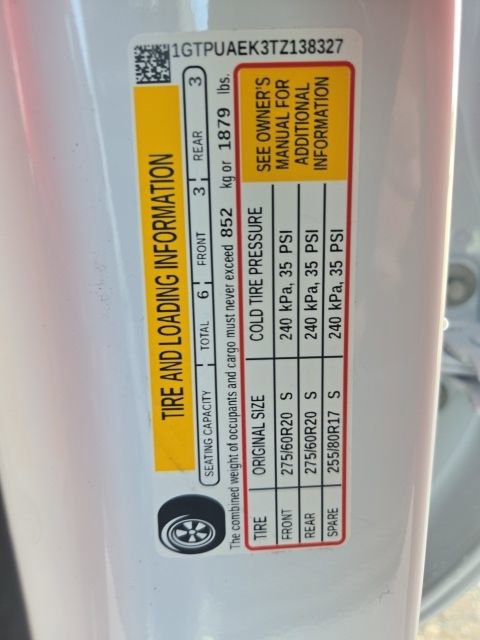 1GTPUAEK3TZ138327
TIRE AND LOADING INFORMATION
SEATING CAPACITY TOTAL 6 FRONT 3 REAR 3
The combined weight of occupants and cargo must never exceed 852 kg or 1879 lbs.
TIRE ORIGINAL SIZE COLD TIRE PRESSURE
FRONT 275/60R20 S 240 kPa, 35 PSI
REAR 275/60R20 S 240 kPa, 35 PSI
SPARE 255/80R17 S 240 kPa, 35 PSI
SEE OWNER'S
MANUAL FOR
ADDITIONAL
INFORMATION